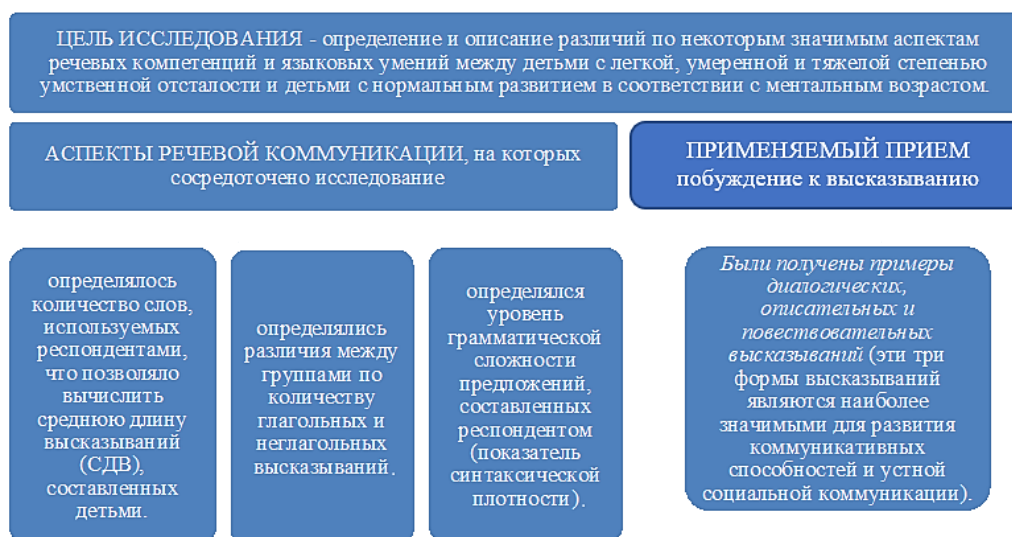 ЦЕЛЬ ИССЛЕДОВАНИЯ - определение и описание различий по некоторым значимым аспектам
речевых компетенций и языковых умений между детьми с легкой, умеренной и тяжелой степенью
умственной отсталости и детьми с нормальным развитием в соответствии с ментальным возрастом.
АСПЕКТЫ РЕЧЕВОЙ КОММУНИКАЦИИ, на которых
сосредоточено исследование
ПРИМЕНЯЕМЫЙ ПРИЕМ
побуждение к высказыванию
определялось
количество слов,
используемых
респондентами,
что позволяло
вычислить
среднюю длину
высказываний
(СДВ),
составленных
детьми.
определялись
различия между
группами по
количеству
глагольных и
неглагольных
высказываний.
определялся
уровень
грамматической
сложности
предложений,
составленных
респондентом
(показатель
синтаксической
плотности).
Были получены примеры
диалогических,
описательных и
повествовательных
высказываний (эти три
формы высказываний
являются наиболее
значимыми для развития
коммуникативных
способностей и устной
социальной коммуникации).